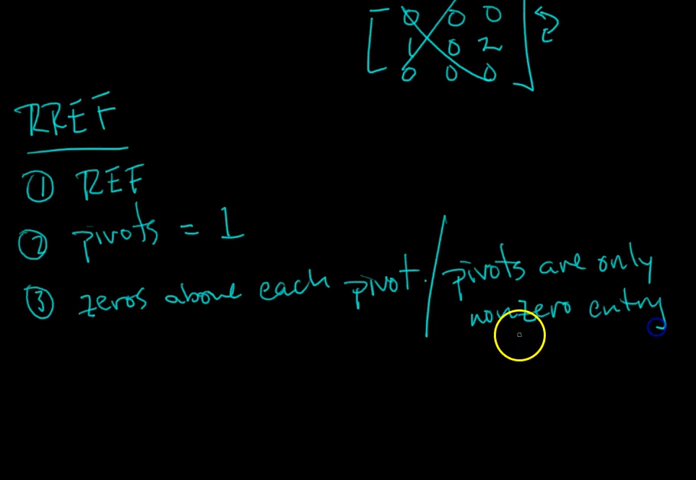 0 0 0
1 0 2
0 0 0
RREF
① REF
② pivots = 1
③ zeros above each pivot. / pivots are only
nonzero entry